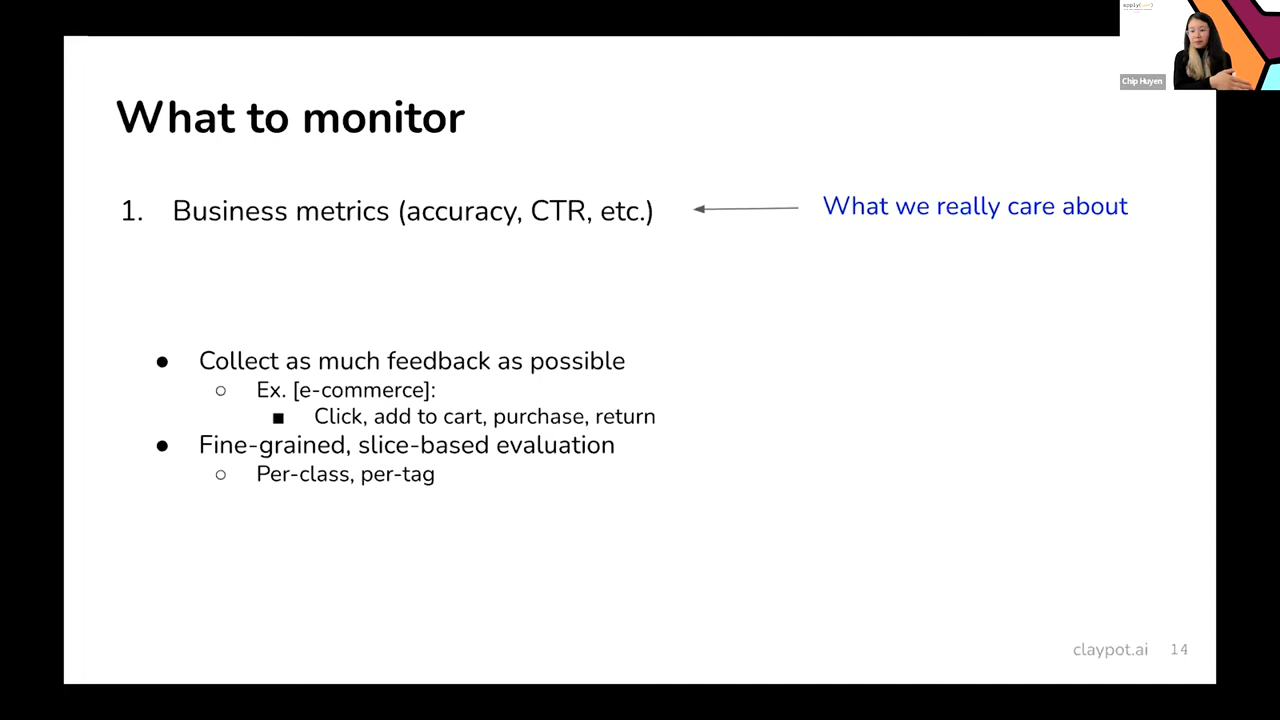 apply(
Chip Huyen
What to monitor
1. Business metrics (accuracy, CTR, etc.)
What we really care about
● Collect as much feedback as possible
○ Ex. [e-commerce]:
■ Click, add to cart, purchase, return
● Fine-grained, slice-based evaluation
○ Per-class, per-tag
claypot.ai 14